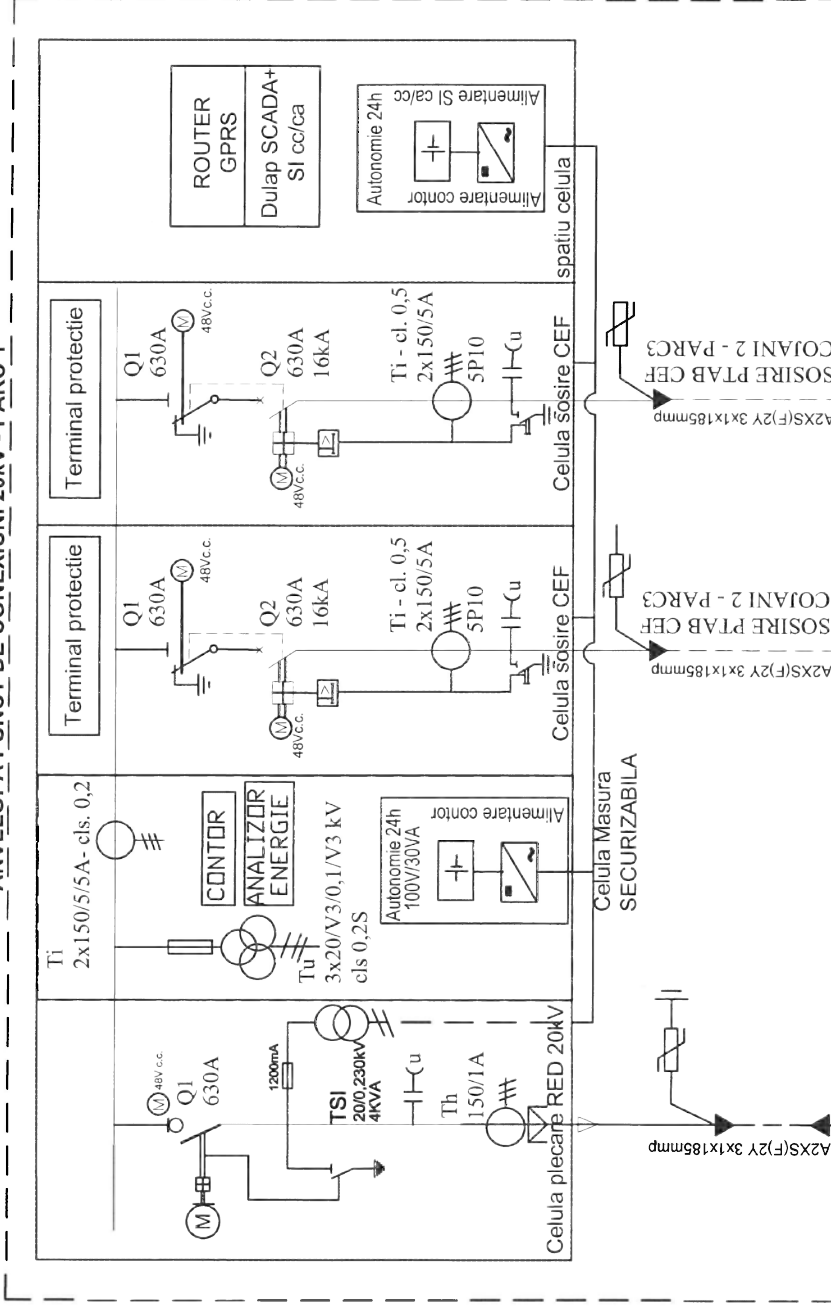 ROUTER
GPRS
Dulap SCADA+
SI cc/ca
Autonomie 24h
Alimentare SI ca/cc
Alimentare contor
spatiu celula
Terminal protectie
M
48Vc.c.
Q1
630A
Q2
630A
16kA
M
48Vc.c.
I>
Ti - cl. 0,5
2x150/5A
5P10
Cu
Celula sosire CEF
SOSIRE PTAB CEF
COJANI 2 - PARC3
A2XS(F)2Y 3x1x185mmp
Terminal protectie
M
48Vc.c.
Q1
630A
Q2
630A
16kA
M
48Vc.c.
I>
Ti - cl. 0,5
2x150/5A
5P10
Cu
Celula sosire CEF
SOSIRE PTAB CEF
COJANI 2 - PARC3
A2XS(F)2Y 3x1x185mmp
Ti
2x150/5/5A- cls. 0,2
CONTOR
ANALIZOR
ENERGIE
Tu
3x20/V3/0,1/V3 kV
cls 0,2S
Autonomie 24h
100V/30VA
Alimentare contor
Celula Masura
SECURIZABILA
M
48V c.c.
Q1
630A
M
1200mA
TSI
20/0,230kV
4KVA
Cu
Th
150/1A
Celula plecare RED 20kV
A2XS(F)2Y 3x1x185mmp